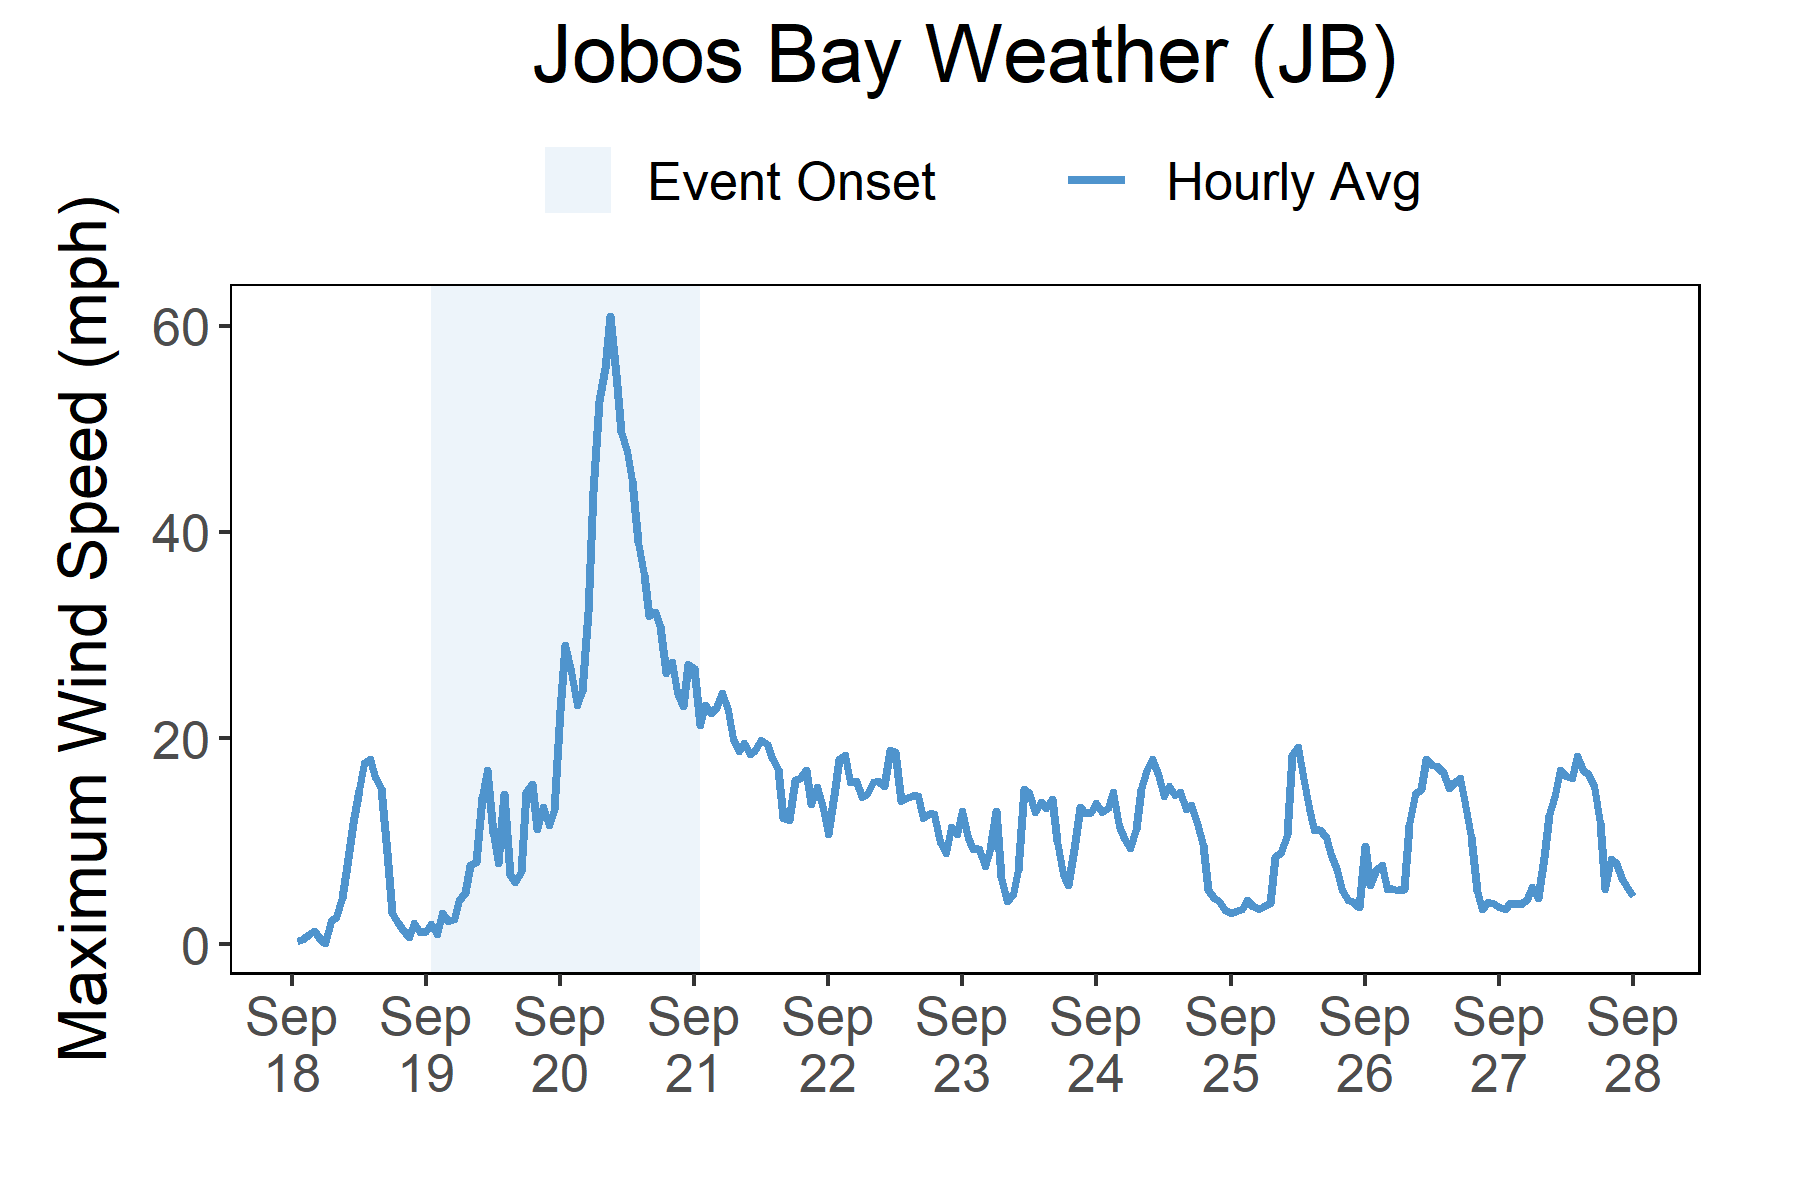 Jobos Bay Weather (JB)
Event Onset
Hourly Avg
Maximum Wind Speed (mph)
60
40
20
0
Sep 18
Sep 19
Sep 20
Sep 21
Sep 22
Sep 23
Sep 24
Sep 25
Sep 26
Sep 27
Sep 28